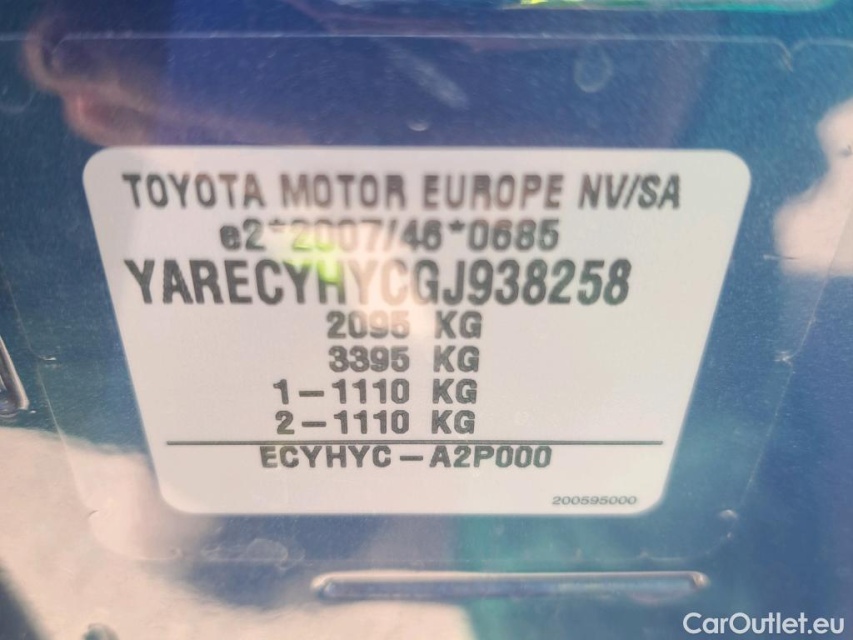 TOYOTA MOTOR EUROPE NV/SA
e2*2007/46*0685
YARECYHYCGJ938258
2095 KG
3395 KG
1-1110 KG
2-1110 KG
ECYHYC-A2P000
200595000
CarOutlet.eu